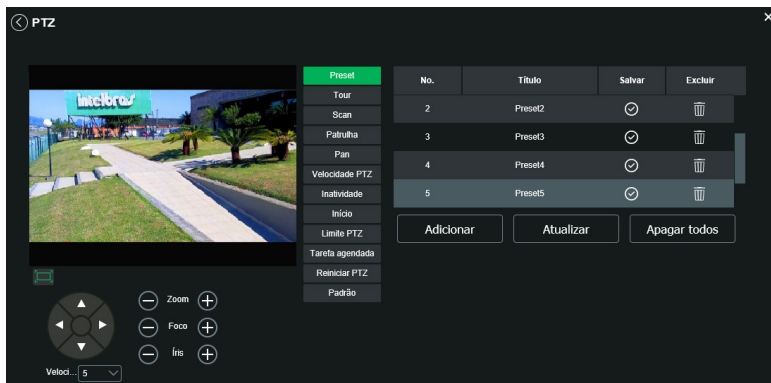 PTZ
intelbras
Preset
Tour
Scan
Patrulha
Pan
Velocidade PTZ
Inatividade
Início
Limite PTZ
Tarefa agendada
Reiniciar PTZ
Padrão
No. Título Salvar Excluir
2 Preset2
3 Preset3
4 Preset4
5 Preset5
Adicionar Atualizar Apagar todos
Zoom
Foco
Íris
Veloci... 5